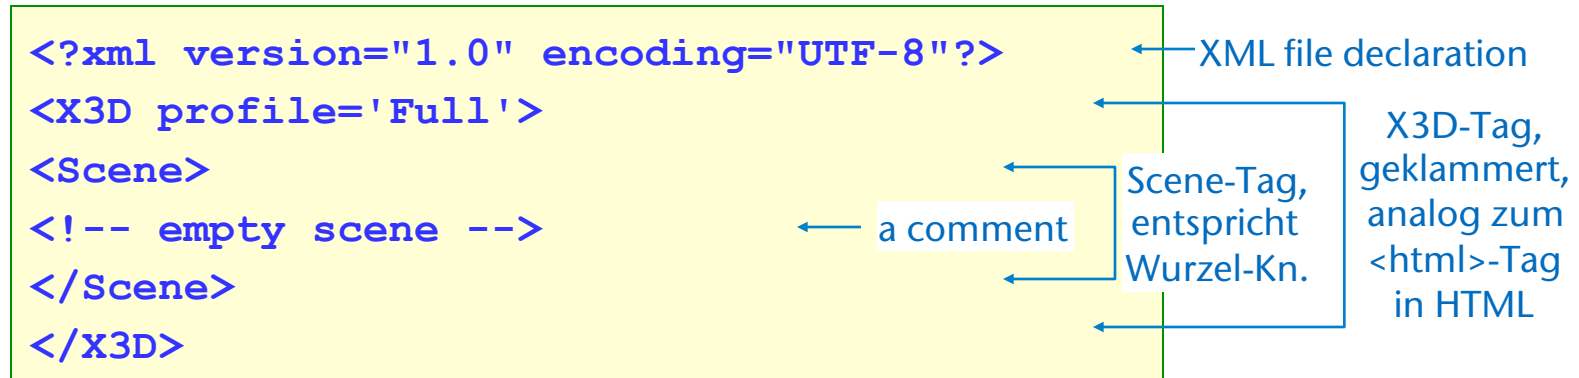 <?xml version="1.0" encoding="UTF-8"?>
<X3D profile='Full'>
<Scene>
<!-- empty scene -->
</Scene>
</X3D>
XML file declaration
a comment
Scene-Tag,
entspricht
Wurzel-Kn.
X3D-Tag,
geklammert,
analog zum
<html>-Tag
in HTML